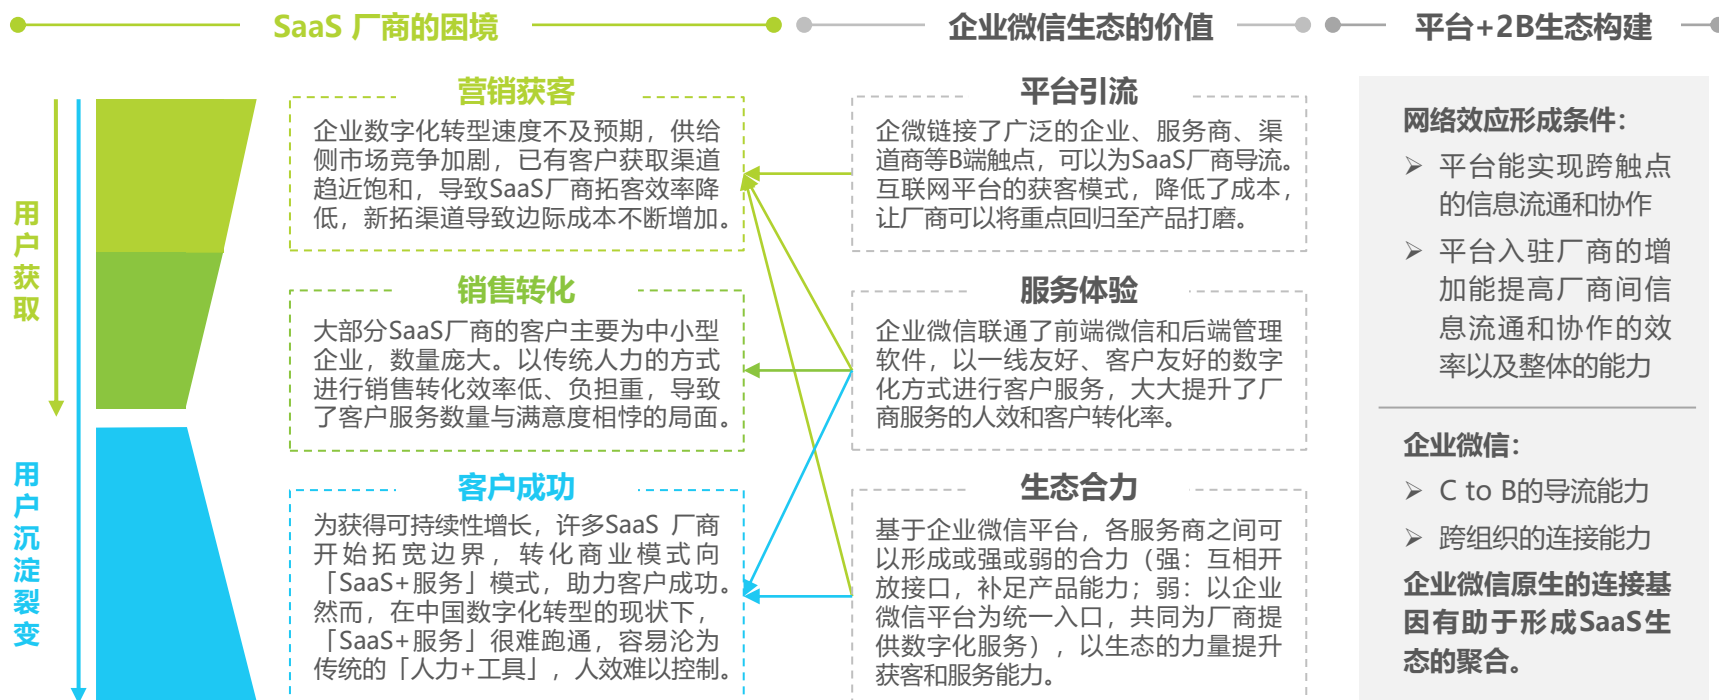 SaaS 厂商的困境
企业微信生态的价值
平台+2B生态构建
用户获取
用户沉淀裂变
营销获客
企业数字化转型速度不及预期，供给
侧市场竞争加剧，已有客户获取渠道
趋近饱和，导致SaaS厂商拓客效率降
低，新拓渠道导致边际成本不断增加。
销售转化
大部分SaaS厂商的客户主要为中小型
企业，数量庞大。以传统人力的方式
进行销售转化效率低、负担重，导致
了客户服务数量与满意度相悖的局面。
客户成功
为获得可持续性增长，许多SaaS 厂商
开始拓宽边界，转化商业模式向
「SaaS+服务」模式，助力客户成功。
然而，在中国数字化转型的现状下，
「SaaS+服务」很难跑通，容易沦为
传统的「人力+工具」，人效难以控制。
平台引流
企微链接了广泛的企业、服务商、渠
道商等B端触点，可以为SaaS厂商导流。
互联网平台的获客模式，降低了成本，
让厂商可以将重点回归至产品打磨。
服务体验
企业微信联通了前端微信和后端管理
软件，以一线友好、客户友好的数字
化方式进行客户服务，大大提升了厂
商服务的人效和客户转化率。
生态合力
基于企业微信平台，各服务商之间可
以形成或强或弱的合力（强：互相开
放接口，补足产品能力；弱：以企业
微信平台为统一入口，共同为厂商提
供数字化服务），以生态的力量提升
获客和服务能力。
网络效应形成条件：
➢ 平台能实现跨触点
的信息流通和协作
➢ 平台入驻厂商的增
加能提高厂商间信
息流通和协作的效
率以及整体的能力
企业微信：
➢ C to B的导流能力
➢ 跨组织的连接能力
企业微信原生的连接基
因有助于形成SaaS生
态的聚合。